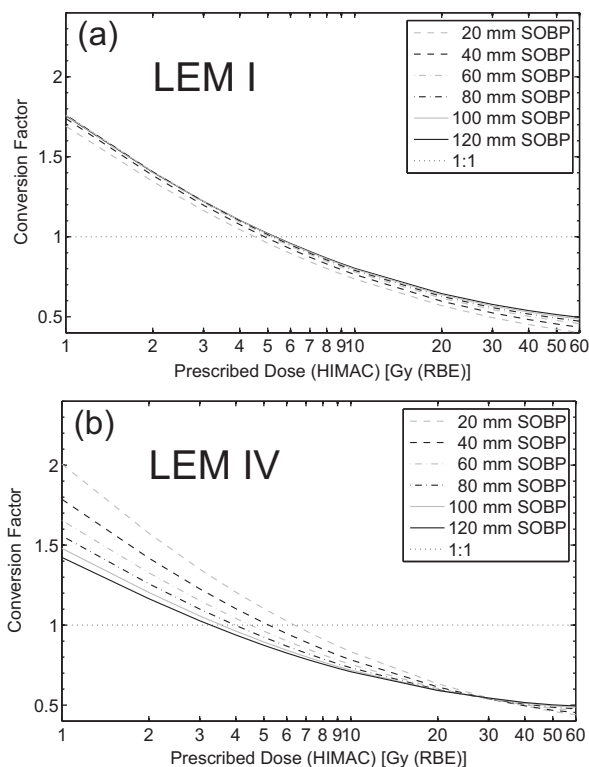 (a)
LEM I
20 mm SOBP
40 mm SOBP
60 mm SOBP
80 mm SOBP
100 mm SOBP
120 mm SOBP
1:1
Conversion Factor
2
1.5
1
0.5
1 2 3 4 5 6 7 8 910 20 30 40 50 60
Prescribed Dose (HIMAC) [Gy (RBE)]
(b)
LEM IV
20 mm SOBP
40 mm SOBP
60 mm SOBP
80 mm SOBP
100 mm SOBP
120 mm SOBP
1:1
Conversion Factor
2
1.5
1
0.5
1 2 3 4 5 6 7 8 910 20 30 40 50 60
Prescribed Dose (HIMAC) [Gy (RBE)]